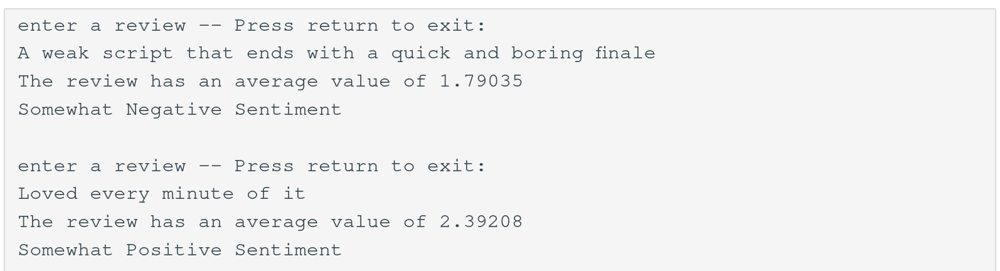 enter a review -- Press return to exit:
A weak script that ends with a quick and boring finale
The review has an average value of 1.79035
Somewhat Negative Sentiment
enter a review -- Press return to exit:
Loved every minute of it
The review has an average value of 2.39208
Somewhat Positive Sentiment